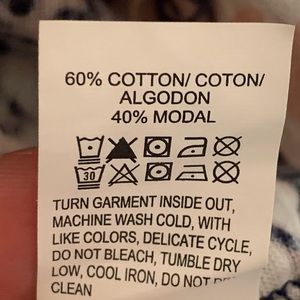 60% COTTON/ COTON/
ALGODON
40% MODAL
30
TURN GARMENT INSIDE OUT,
MACHINE WASH COLD, WITH
LIKE COLORS, DELICATE CYCLE,
DO NOT BLEACH, TUMBLE DRY
LOW, COOL IRON, DO NOT
CLEAN